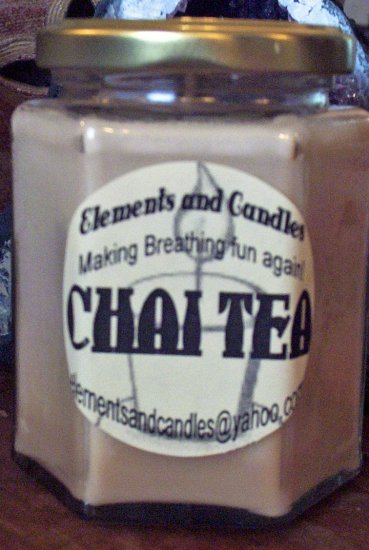 Elements and Candles
Making Breathing fun again!
CHAI TEA
elementsandcandles@yahoo.com